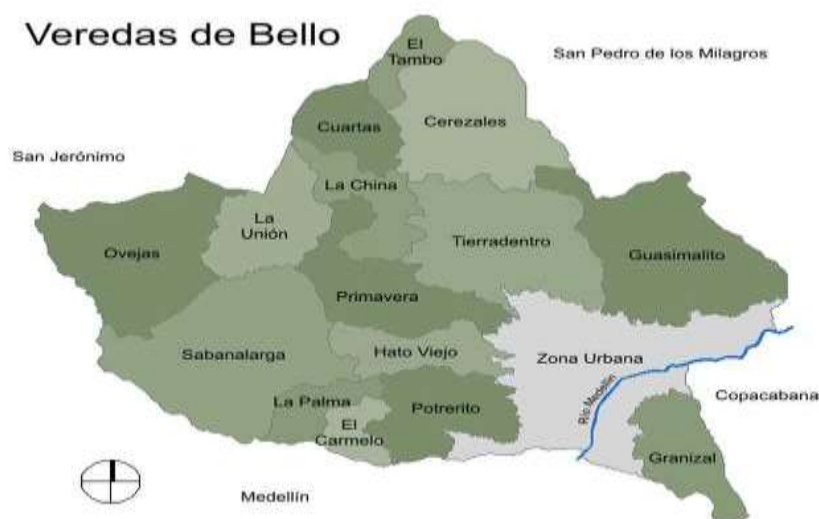 Veredas de Bello
El
Tambo
San Pedro de los Milagros
Cuartas
Cerezales
San Jerónimo
La China
La
Unión
Ovejas
Tierradentro
Guasimalito
Primavera
Sabanalarga
Hato Viejo
Zona Urbana
Río Medellín
Copacabana
La Palma
Potrerito
El
Carmelo
Granizal
Medellín